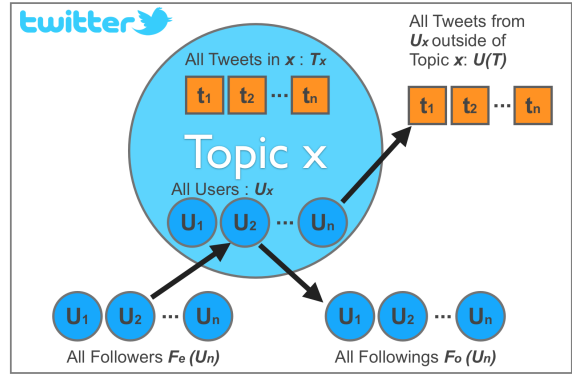 twitter
All Tweets in x : Tx
t1 t2 ... tn
Topic x
All Users : Ux
U1 U2 ... Un
All Tweets from
Ux outside of
Topic x: U(T)
t1 t2 ... tn
U1 U2 ... Un
All Followers Fe (Un)
U1 U2 ... Un
All Followings Fo (Un)